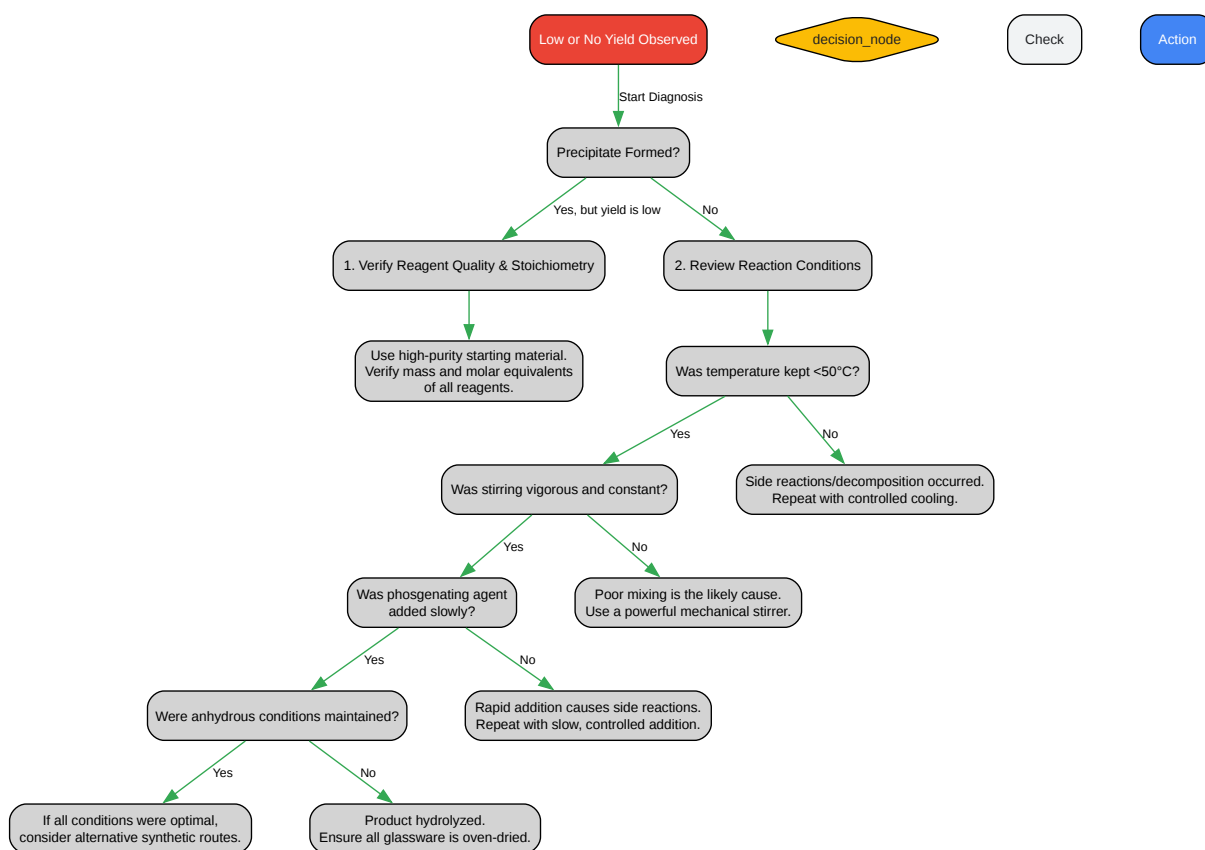 Low or No Yield Observed
decision_node
Check
Action
Start Diagnosis
Precipitate Formed?
Yes, but yield is low
No
1. Verify Reagent Quality & Stoichiometry
2. Review Reaction Conditions
Use high-purity starting material.
Verify mass and molar equivalents
of all reagents.
Was temperature kept <50°C?
Yes
No
Was stirring vigorous and constant?
Side reactions/decomposition occurred.
Repeat with controlled cooling.
Yes
No
Was phosgenating agent
added slowly?
Poor mixing is the likely cause.
Use a powerful mechanical stirrer.
Yes
No
Were anhydrous conditions maintained?
Rapid addition causes side reactions.
Repeat with slow, controlled addition.
Yes
No
If all conditions were optimal,
consider alternative synthetic routes.
Product hydrolyzed.
Ensure all glassware is oven-dried.